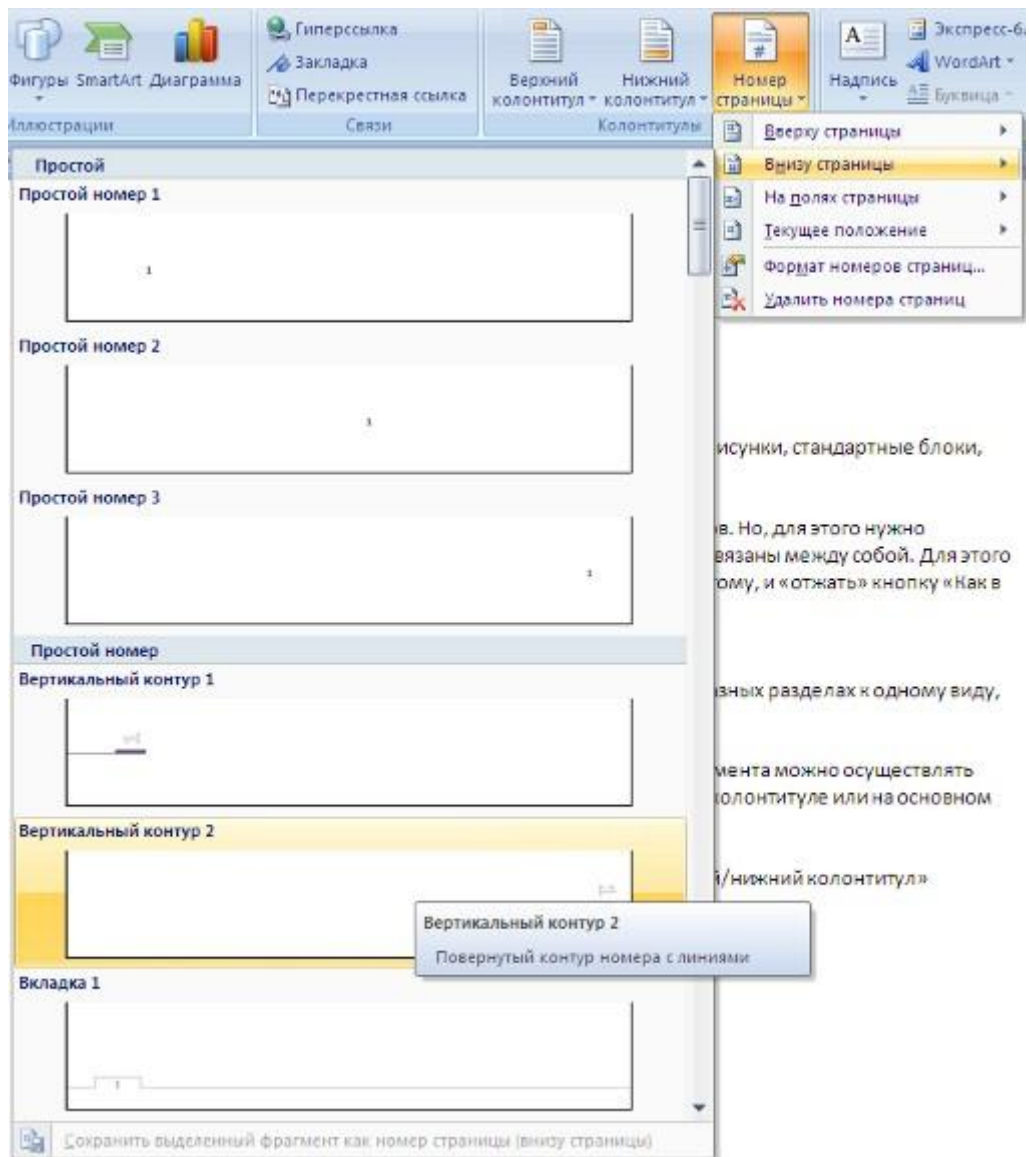 Гиперссылка
Закладка
Перекрестная ссылка
Фигуры SmartArt Диаграмма
Верхний колонтитул
Нижний колонтитул
Номер страницы
Надпись
Экспресс-б
WordArt
Буквица
Иллюстрации
Связи
Колонтитулы
Вверху страницы
Внизу страницы
На полях страницы
Текущее положение
Формат номеров страниц...
Удалить номера страниц
Простой
Простой номер 1
1
Простой номер 2
1
Простой номер 3
1
Простой номер
Вертикальный контур 1
Вертикальный контур 2
Вертикальный контур 2
Повернутый контур номера с линиями
Вкладка 1
1
Сохранить выделенный фрагмент как номер страницы (внизу страницы)
исунки, стандартные блоки,
в. Но, для этого нужно
вязаны между собой. Для этого
ому, и «отжать» кнопку «Как в
зных разделах к одному виду,
мента можно осуществлять
колонтитуле или на основном
й/нижний колонтитул»